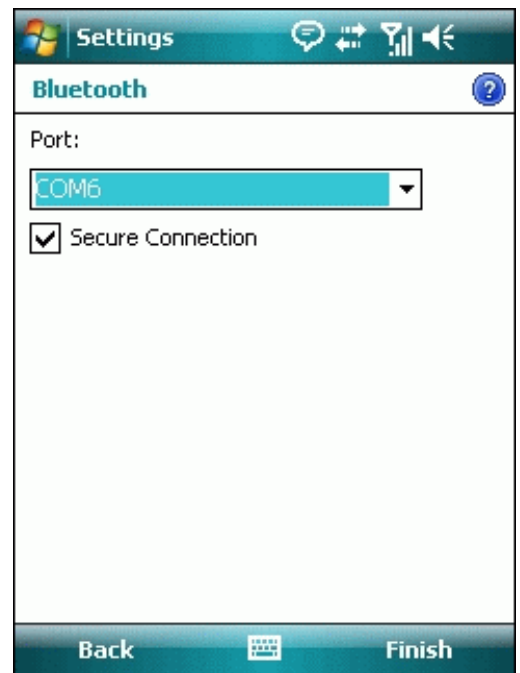 Settings
Bluetooth ?
Port:
COM6
Secure Connection
Back Finish